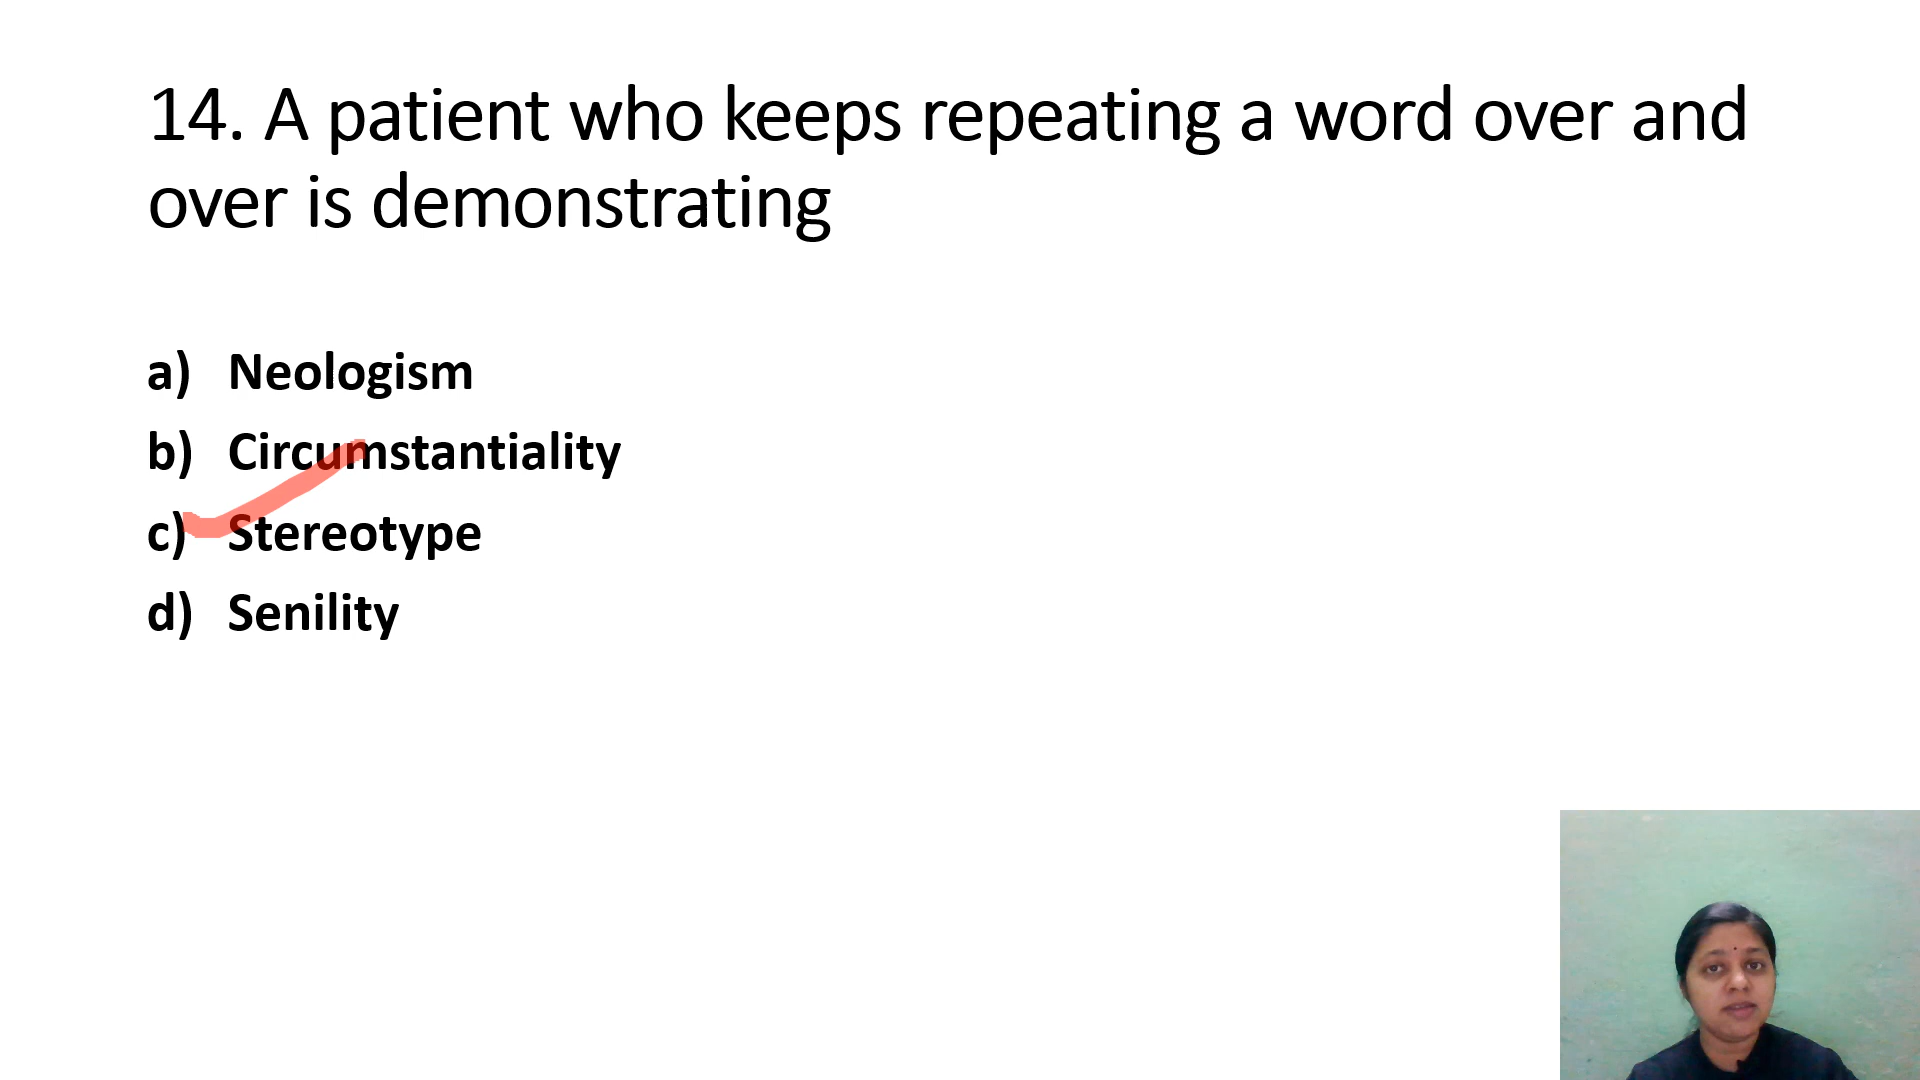 14. A patient who keeps repeating a word over and
over is demonstrating
a) Neologism
b) Circumstantiality
c) Stereotype
d) Senility